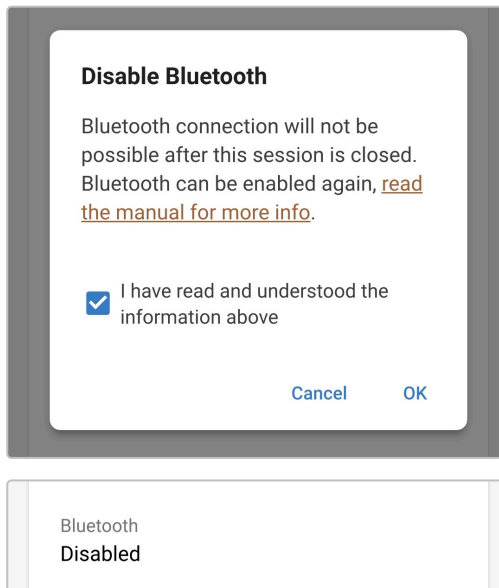 Disable Bluetooth
Bluetooth connection will not be
possible after this session is closed.
Bluetooth can be enabled again, read
the manual for more info.
I have read and understood the
information above
Cancel OK
Bluetooth
Disabled